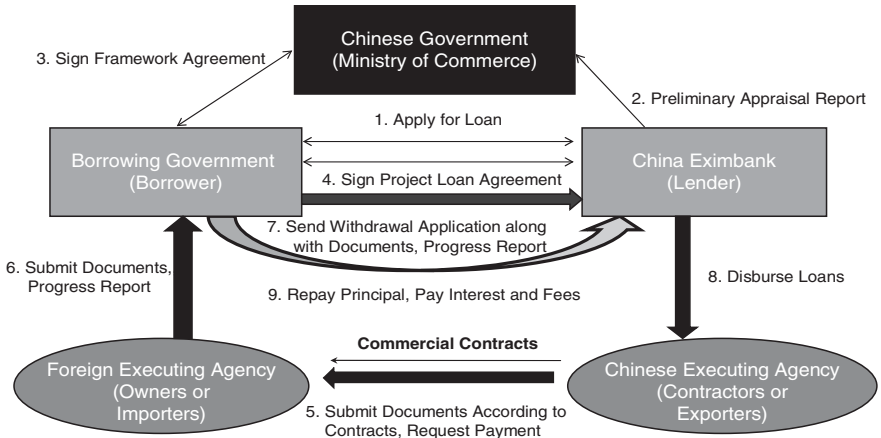 Chinese Government
(Ministry of Commerce)
3. Sign Framework Agreement
2. Preliminary Appraisal Report
1. Apply for Loan
Borrowing Government
(Borrower)
China Eximbank
(Lender)
4. Sign Project Loan Agreement
7. Send Withdrawal Application along
with Documents, Progress Report
6. Submit Documents,
Progress Report
8. Disburse Loans
9. Repay Principal, Pay Interest and Fees
Commercial Contracts
Foreign Executing Agency
(Owners or
Importers)
Chinese Executing Agency
(Contractors or
Exporters)
5. Submit Documents According to
Contracts, Request Payment